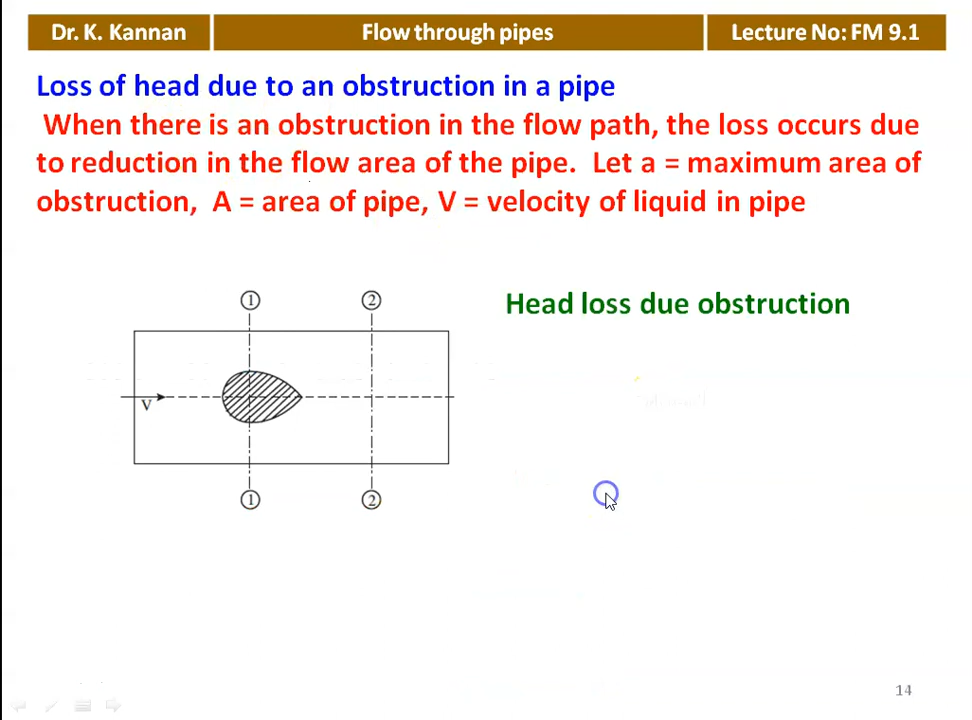 Dr. K. Kannan
Flow through pipes
Lecture No: FM 9.1
Loss of head due to an obstruction in a pipe
When there is an obstruction in the flow path, the loss occurs due
to reduction in the flow area of the pipe. Let a = maximum area of
obstruction, A = area of pipe, V = velocity of liquid in pipe
① ②
Head loss due obstruction
V
① ②
14